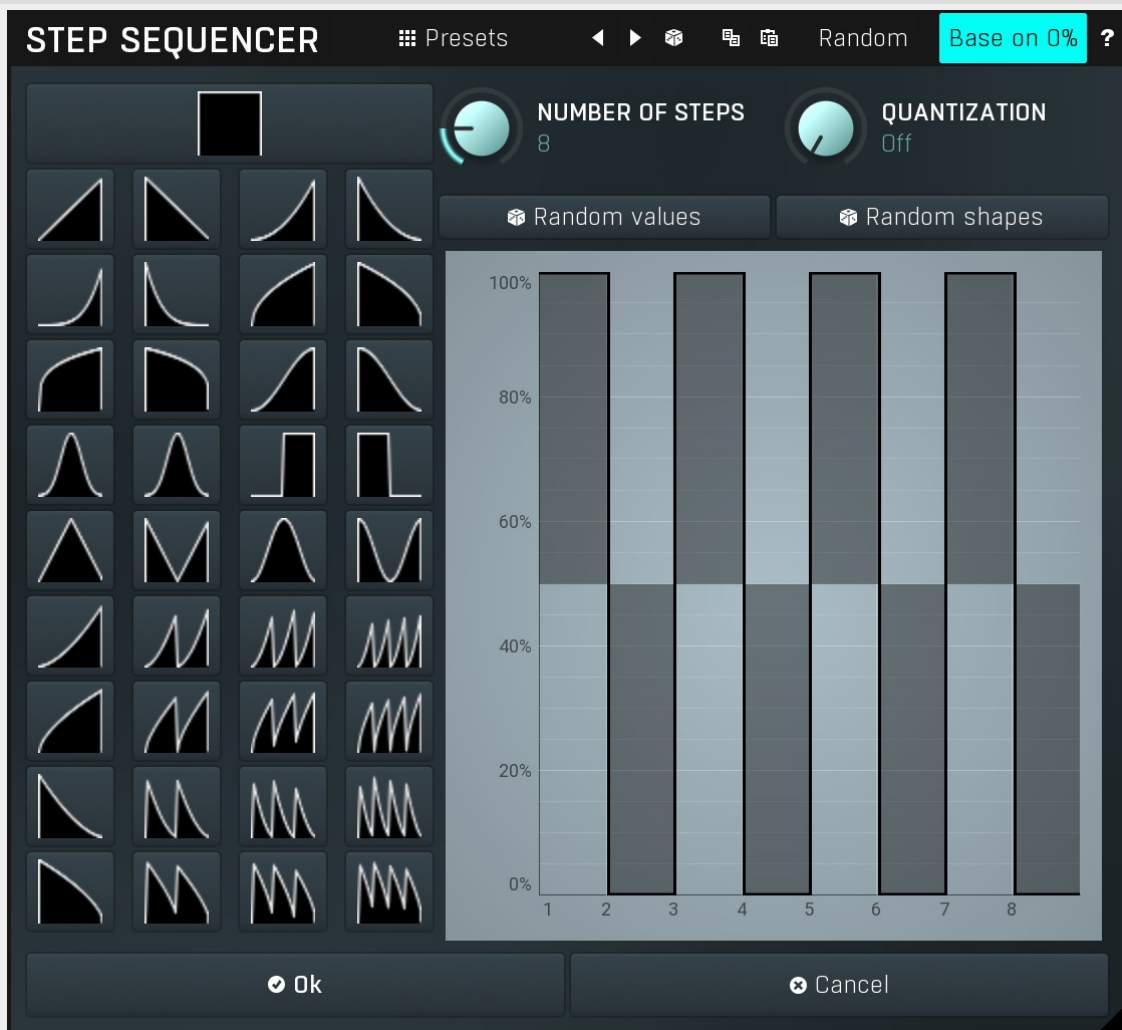 STEP SEQUENCER Presets Random Base on 0% ?
NUMBER OF STEPS
8
QUANTIZATION
Off
Random values
Random shapes
100%
80%
60%
40%
20%
0%
1 2 3 4 5 6 7 8
Ok
Cancel